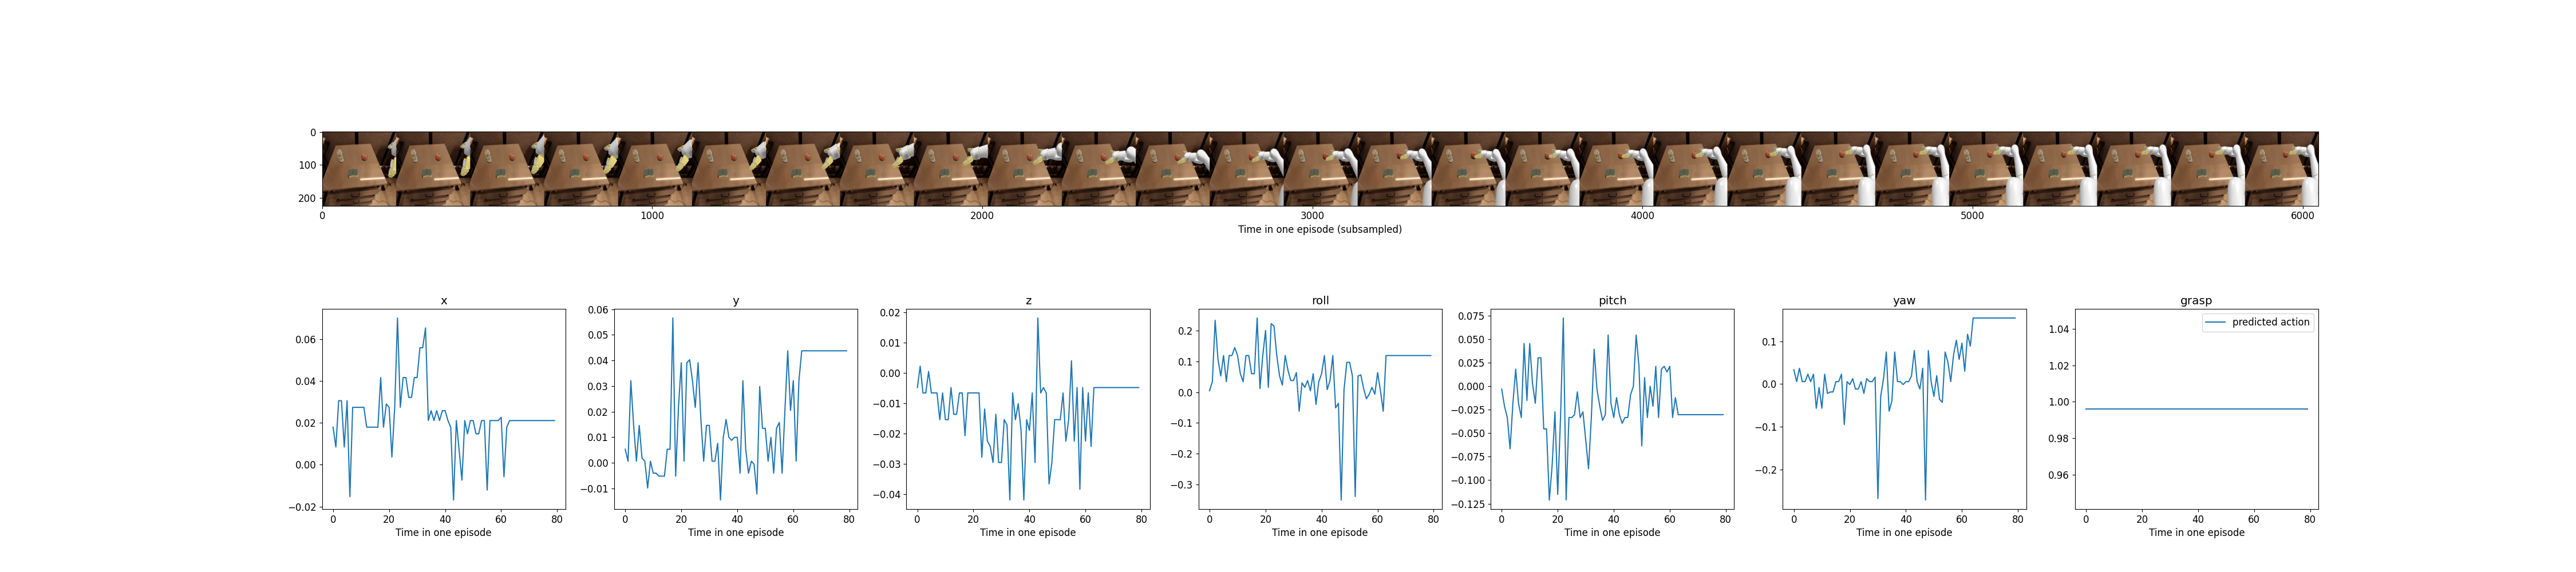 0
100
200
0 1000 2000 3000 4000 5000 6000
Time in one episode (subsampled)
x
0.06
0.04
0.02
0.00
−0.02
0 20 40 60 80
Time in one episode
y
0.06
0.05
0.04
0.03
0.02
0.01
0.00
−0.01
0 20 40 60 80
Time in one episode
z
0.02
0.01
0.00
−0.01
−0.02
−0.03
−0.04
0 20 40 60 80
Time in one episode
roll
0.2
0.1
0.0
−0.1
−0.2
−0.3
0 20 40 60 80
Time in one episode
pitch
0.075
0.050
0.025
0.000
−0.025
−0.050
−0.075
−0.100
−0.125
0 20 40 60 80
Time in one episode
yaw
0.1
0.0
−0.1
−0.2
0 20 40 60 80
Time in one episode
grasp
predicted action
1.04
1.02
1.00
0.98
0.96
0 20 40 60 80
Time in one episode